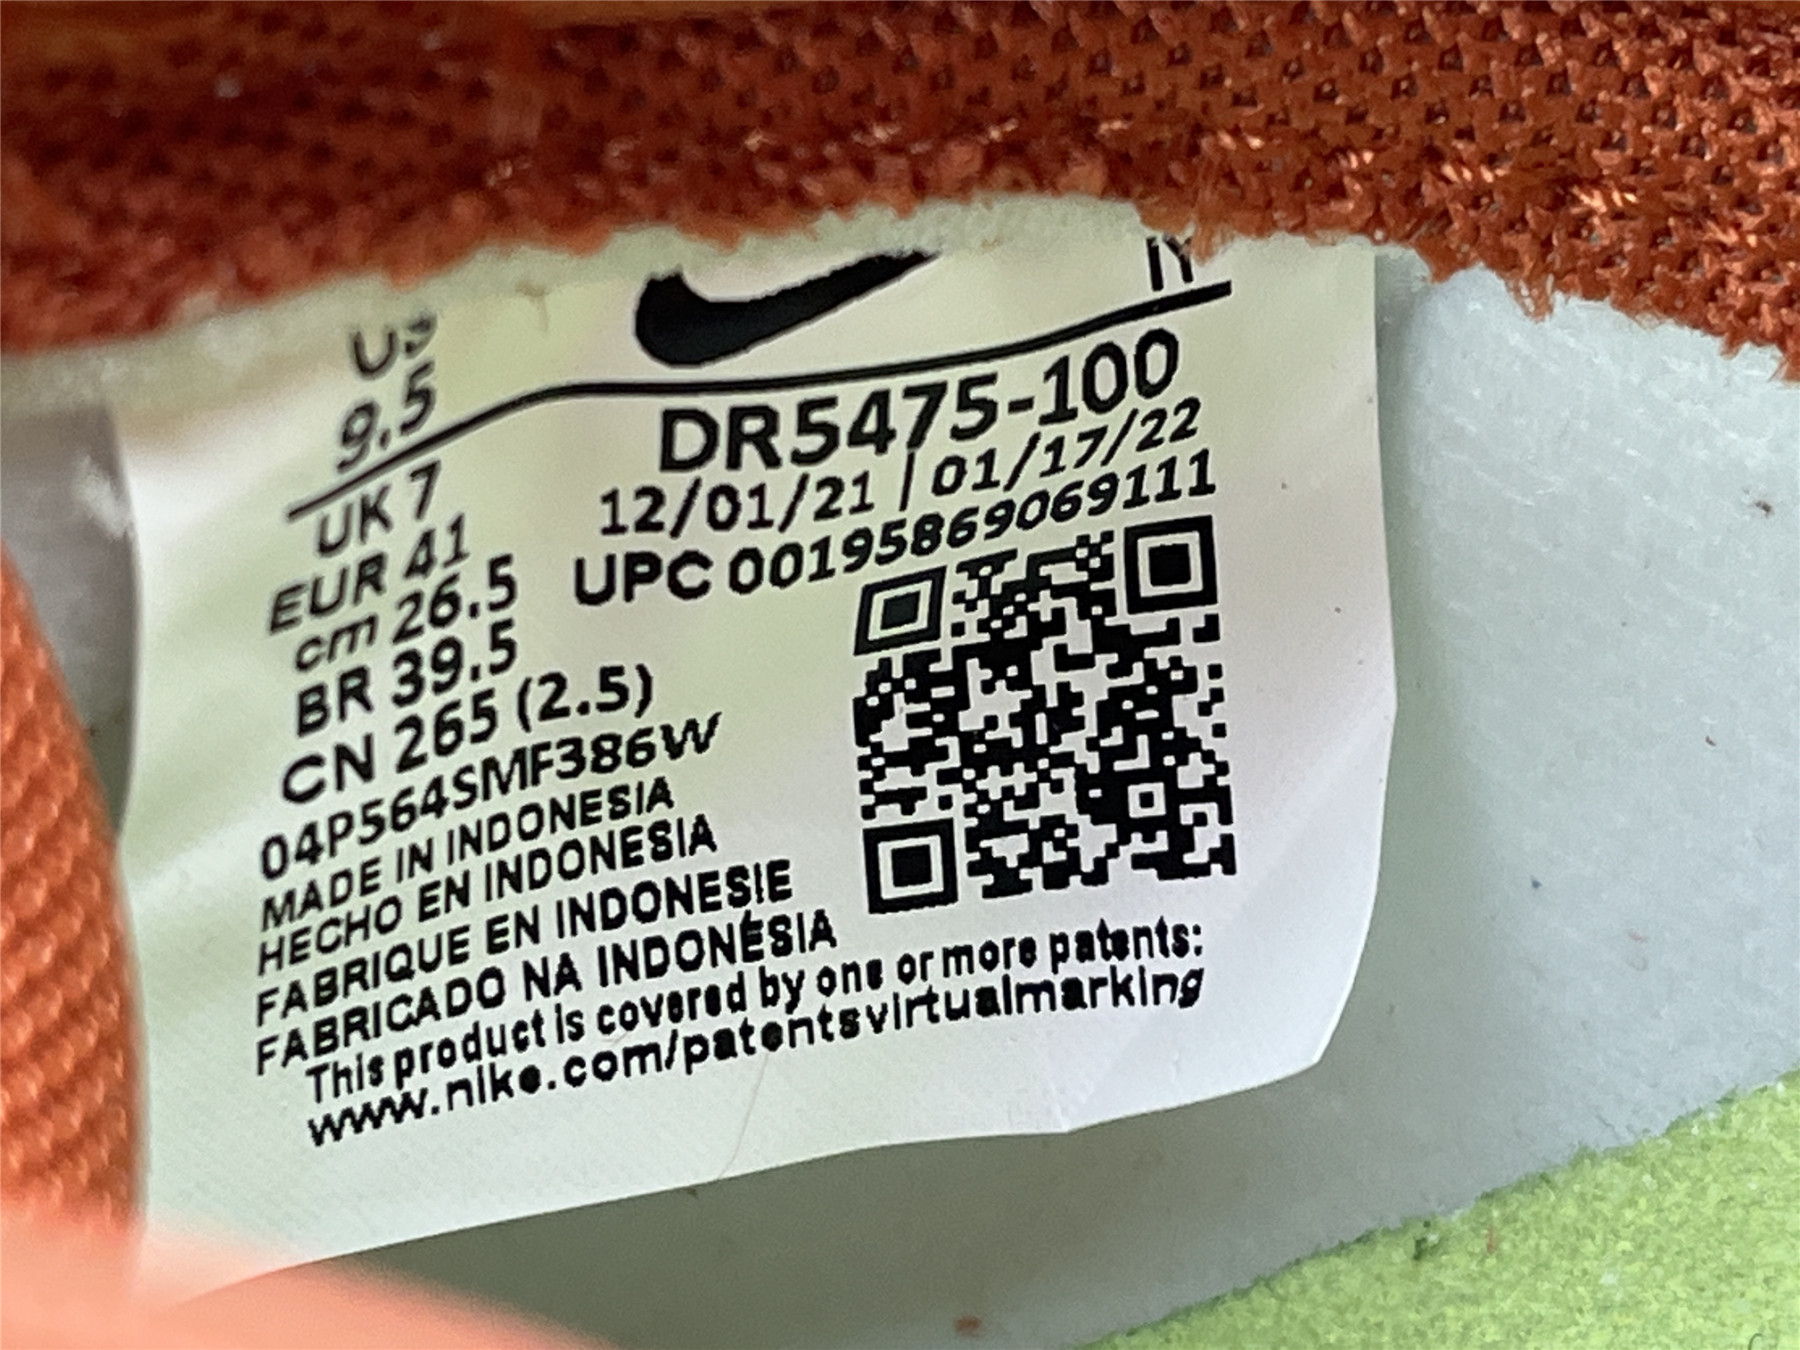 US
9.5
IY
UK 7
EUR 41
cm 26.5
BR 39.5
CN 265 (2.5)
DR5475-100
12/01/21 | 01/17/22
UPC 00195869069111
04P564SMF386W
MADE IN INDONESIA
HECHO EN INDONESIA
FABRIQUE EN INDONESIE
FABRICADO NA INDONÉSIA
This product is covered by one or more patents:
www.nike.com/patentsvirtualmarking